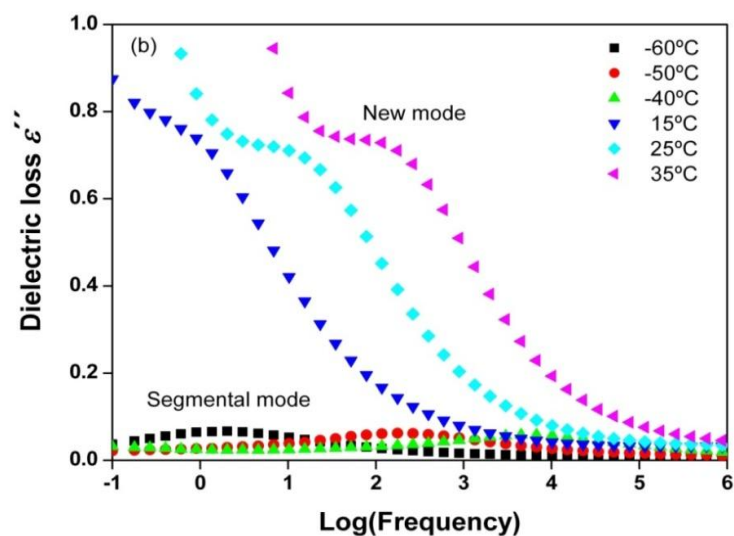 (b)
-60ºC
-50ºC
-40ºC
15ºC
25ºC
35ºC
New mode
Segmental mode
Dielectric loss ε´´
1.0
0.8
0.6
0.4
0.2
0.0
-1 0 1 2 3 4 5 6
Log(Frequency)